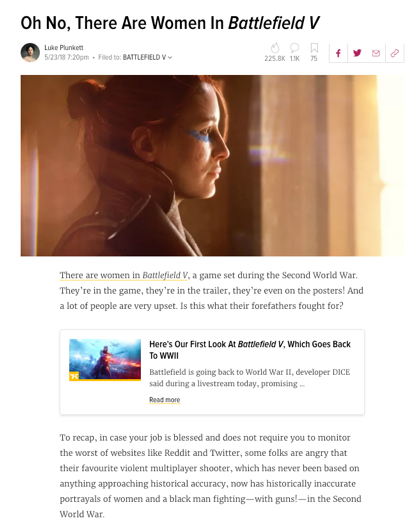 Oh No, There Are Women In Battlefield V
Luke Plunkett
5/23/18 7:20pm • Filed to: BATTLEFIELD V
225.8K 1.1K 75
There are women in Battlefield V, a game set during the Second World War.
They’re in the game, they’re in the trailer, they’re even on the posters! And
a lot of people are very upset. Is this what their forefathers fought for?
Here's Our First Look At Battlefield V, Which Goes Back
To WWII
Battlefield is going back to World War II, developer DICE
said during a livestream today, promising ...
Read more
To recap, in case your job is blessed and does not require you to monitor
the worst of websites like Reddit and Twitter, some folks are angry that
their favourite violent multiplayer shooter, which has never been based on
anything approaching historical accuracy, now has historically inaccurate
portrayals of women and a black man fighting—with guns!—in the Second
World War.